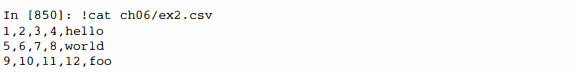 In [850]: !cat ch06/ex2.csv
1,2,3,4,hello
5,6,7,8,world
9,10,11,12,foo